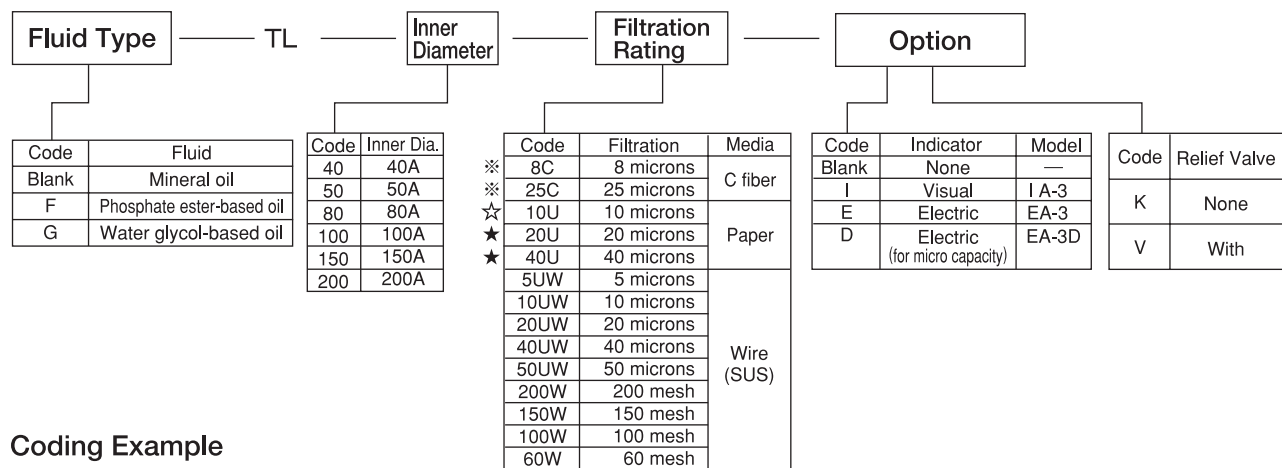 Fluid Type TL Inner Diameter Filtration Rating Option
Code Fluid
Blank Mineral oil
F Phosphate ester-based oil
G Water glycol-based oil
Code Inner Dia.
40 40A
50 50A
80 80A
100 100A
150 150A
200 200A
Code Filtration Media
※ 8C 8 microns C fiber
※ 25C 25 microns
☆ 10U 10 microns Paper
★ 20U 20 microns
★ 40U 40 microns
5UW 5 microns Wire (SUS)
10UW 10 microns
20UW 20 microns
40UW 40 microns
50UW 50 microns
200W 200 mesh
150W 150 mesh
100W 100 mesh
60W 60 mesh
Code Indicator Model
Blank None —
I Visual IA-3
E Electric EA-3
D Electric (for micro capacity) EA-3D
Code Relief Valve
K None
V With
Coding Example